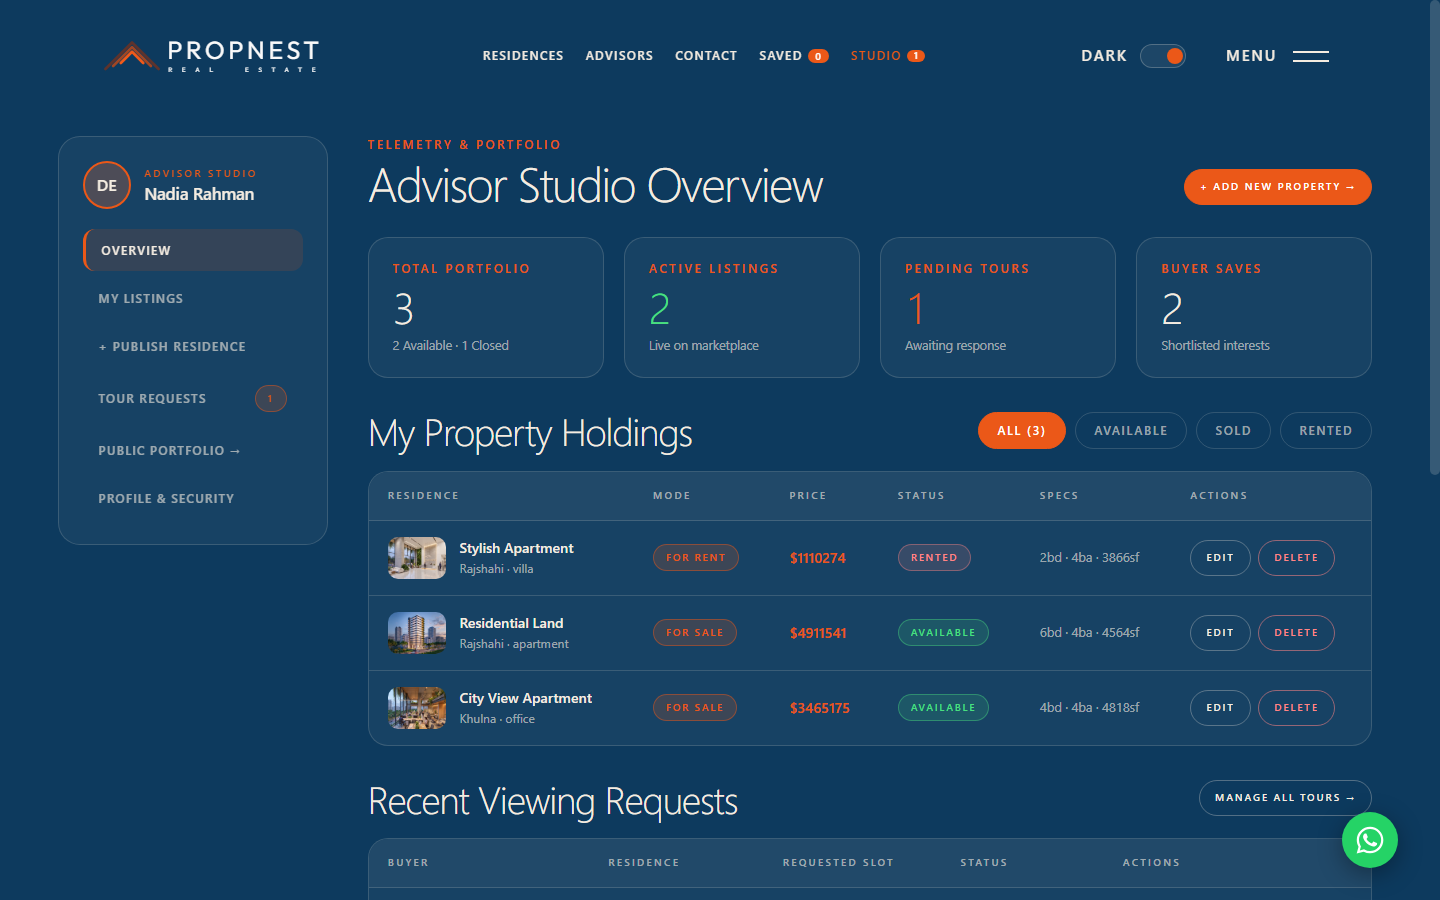 PROPNEST
REAL ESTATE
RESIDENCES
ADVISORS
CONTACT
SAVED 0
STUDIO 1
DARK
MENU
DE
ADVISOR STUDIO
Nadia Rahman
OVERVIEW
MY LISTINGS
+ PUBLISH RESIDENCE
TOUR REQUESTS 1
PUBLIC PORTFOLIO →
PROFILE & SECURITY
TELEMETRY & PORTFOLIO
Advisor Studio Overview
+ ADD NEW PROPERTY →
TOTAL PORTFOLIO
3
2 Available · 1 Closed
ACTIVE LISTINGS
2
Live on marketplace
PENDING TOURS
1
Awaiting response
BUYER SAVES
2
Shortlisted interests
My Property Holdings
ALL (3)
AVAILABLE
SOLD
RENTED
RESIDENCE MODE PRICE STATUS SPECS ACTIONS
Stylish Apartment
Rajshahi · villa
FOR RENT
$1110274
RENTED
2bd · 4ba · 3866sf
EDIT
DELETE
Residential Land
Rajshahi · apartment
FOR SALE
$4911541
AVAILABLE
6bd · 4ba · 4564sf
EDIT
DELETE
City View Apartment
Khulna · office
FOR SALE
$3465175
AVAILABLE
4bd · 4ba · 4818sf
EDIT
DELETE
Recent Viewing Requests
MANAGE ALL TOURS →
BUYER RESIDENCE REQUESTED SLOT STATUS ACTIONS